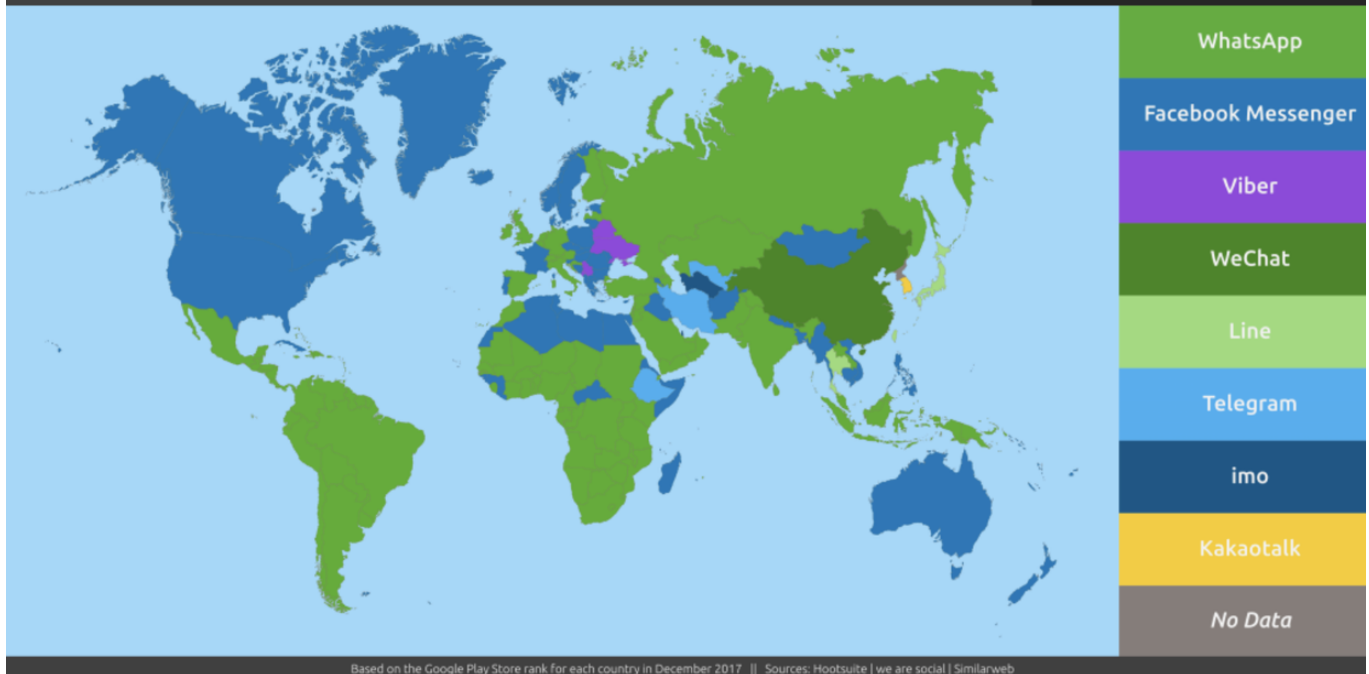 WhatsApp
Facebook Messenger
Viber
WeChat
Line
Telegram
imo
Kakaotalk
No Data
Based on the Google Play Store rank for each country in December 2017 || Sources: Hootsuite | we are social | Similarweb